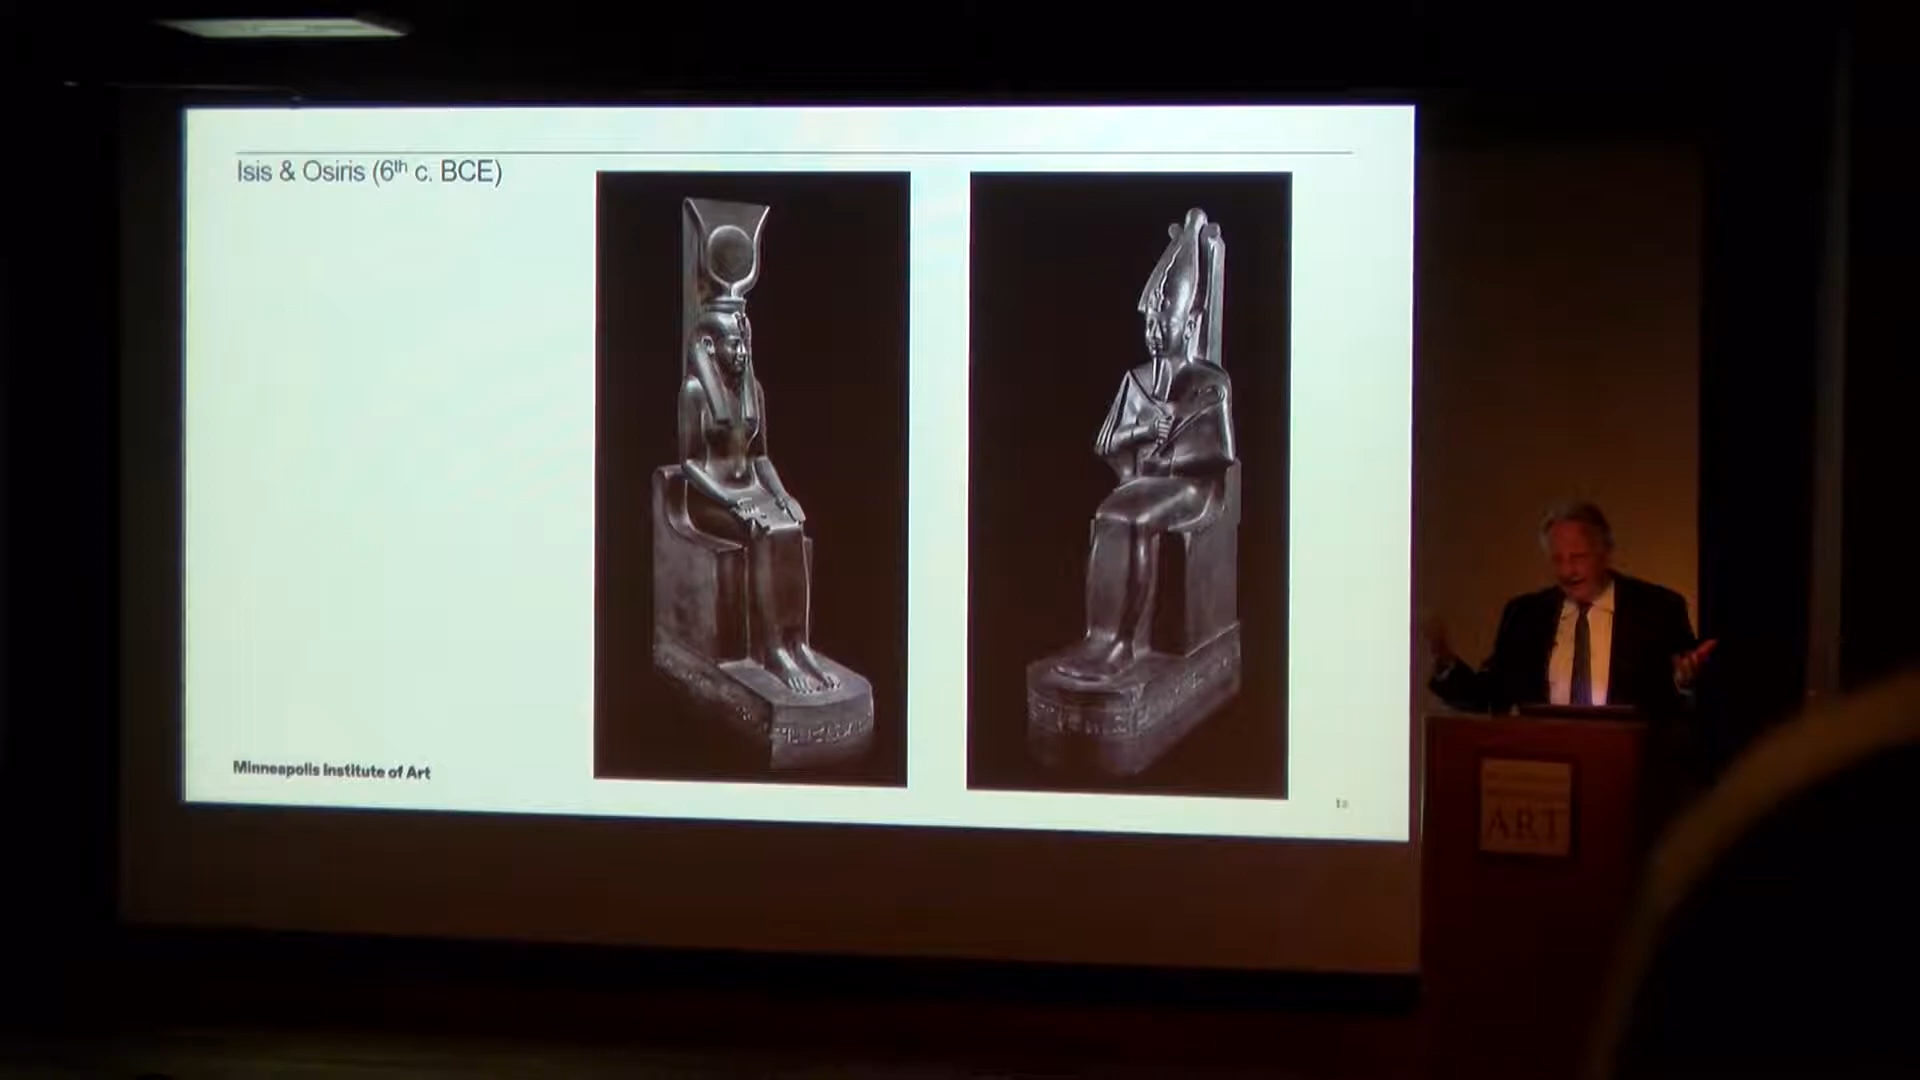 Isis & Osiris (6th c. BCE)
Minneapolis Institute of Art
ART